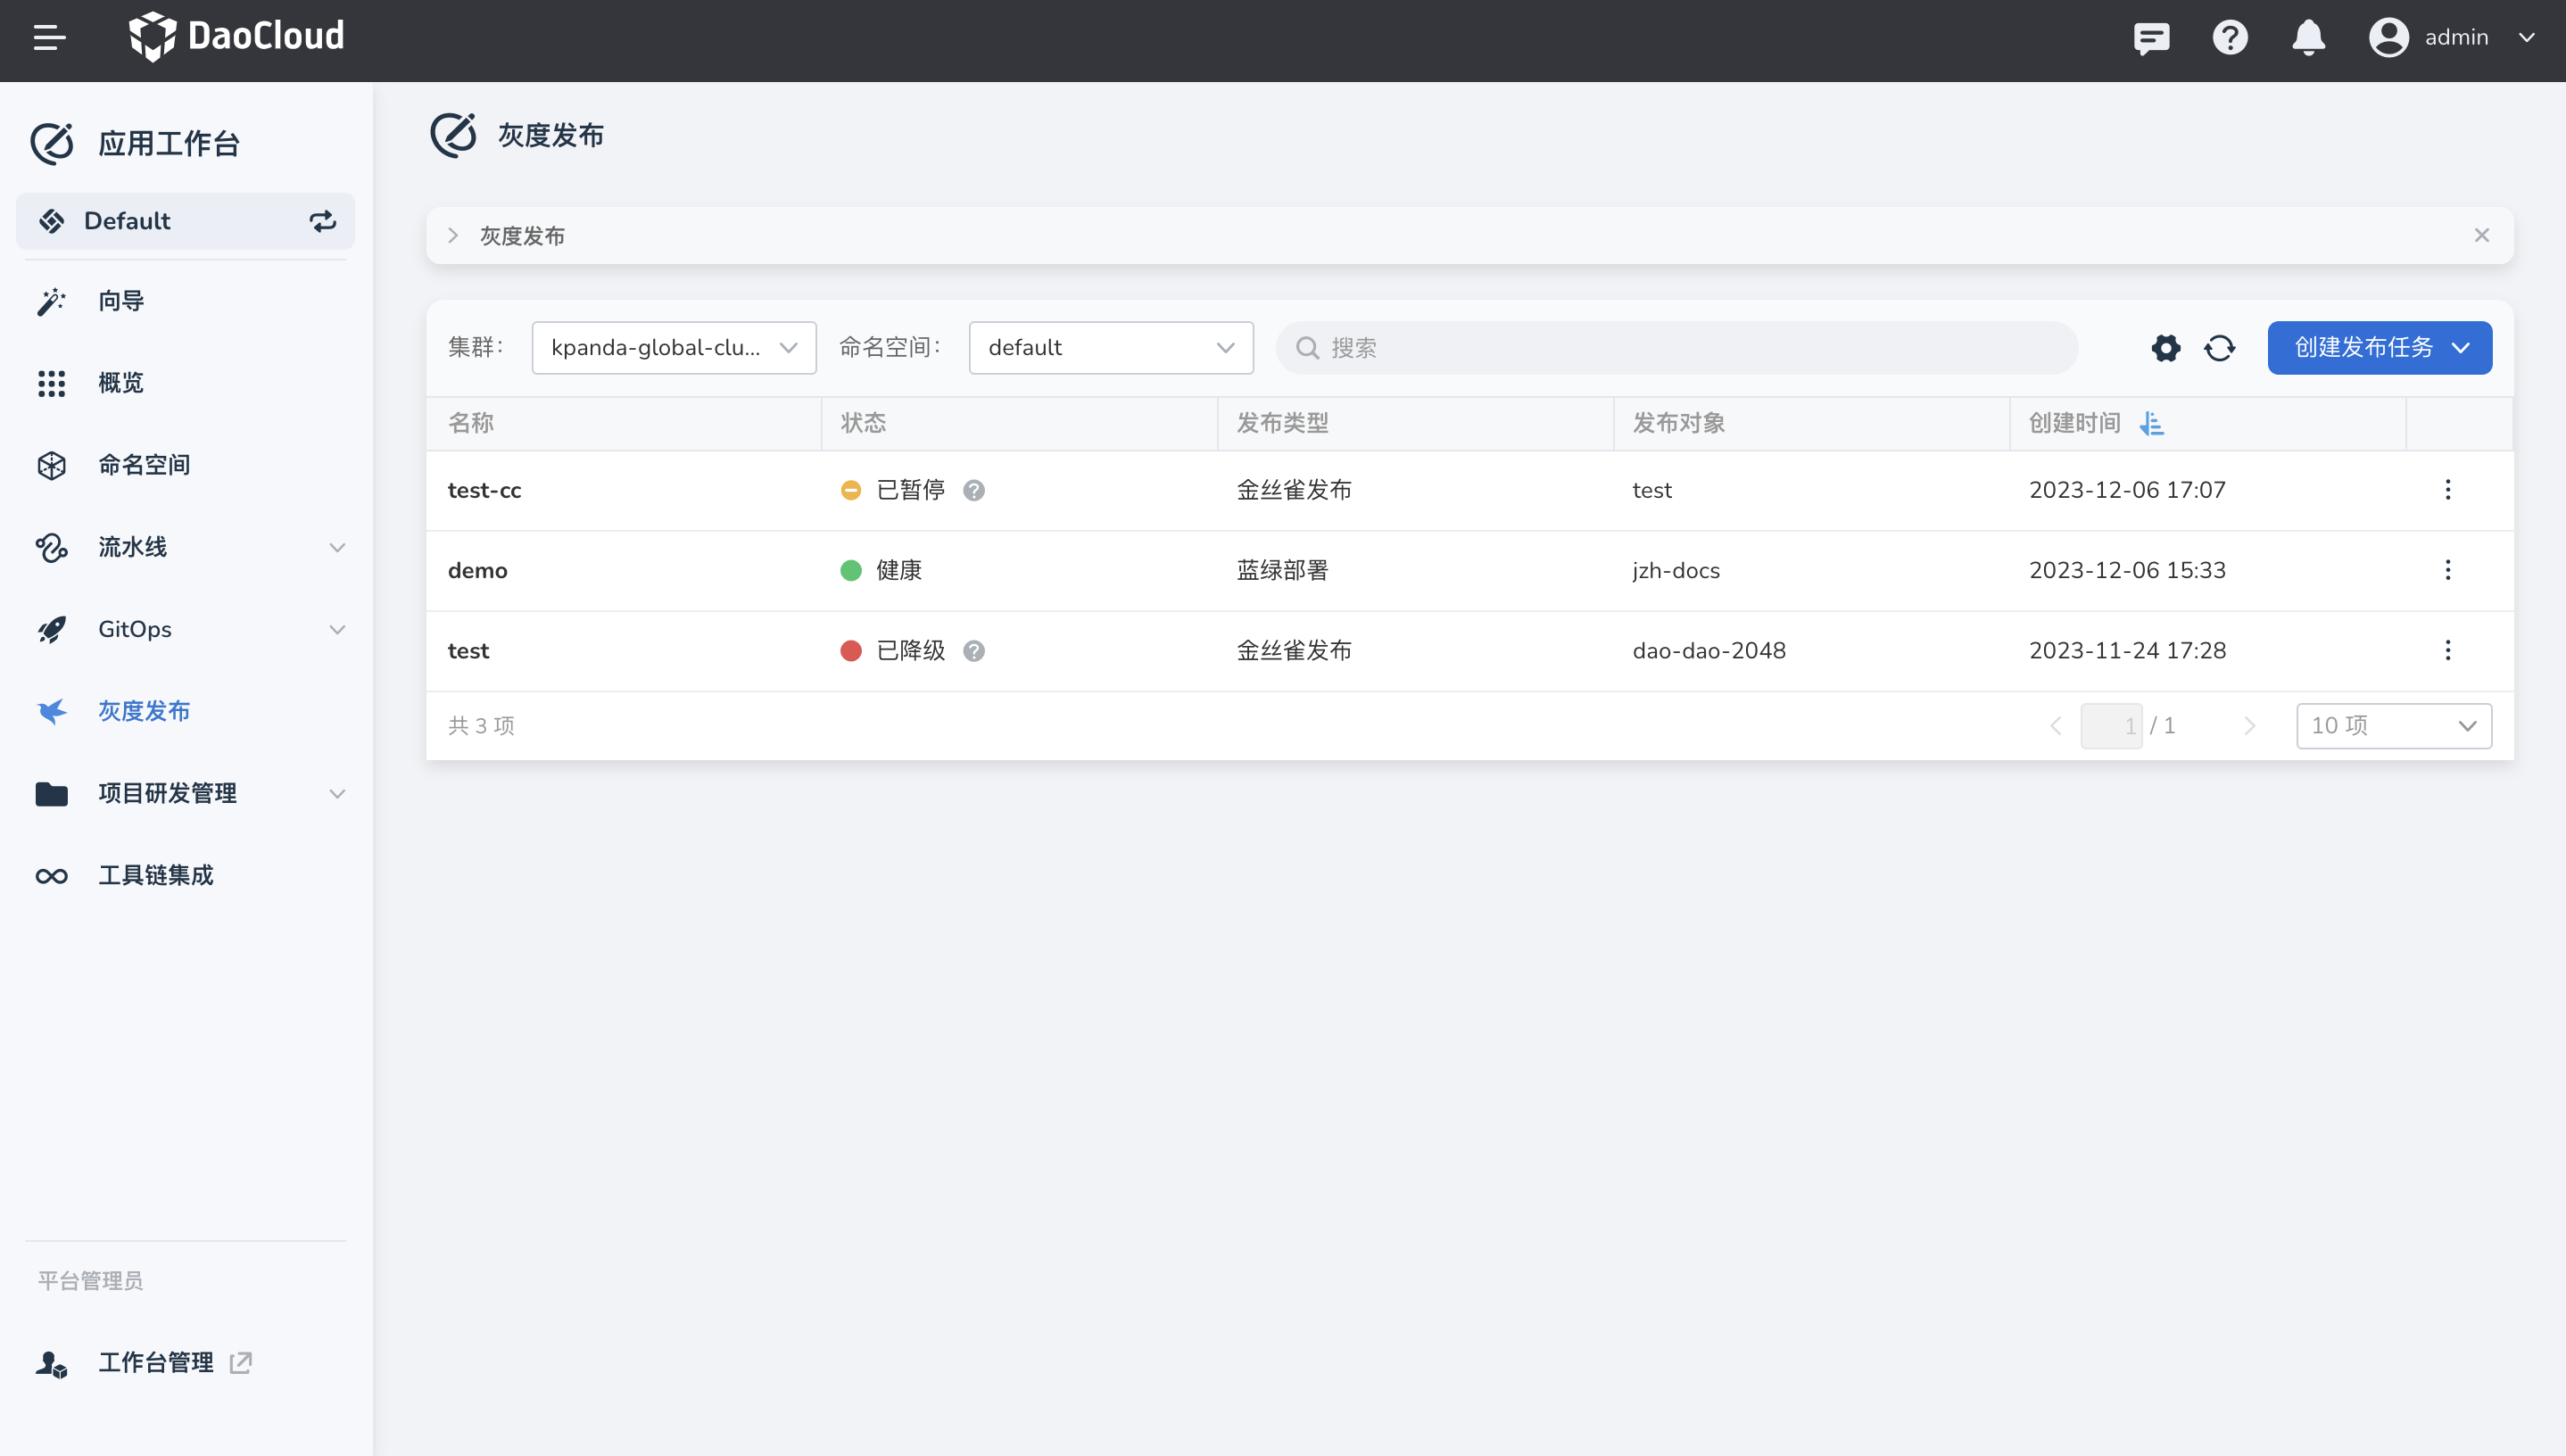 DaoCloud
admin
应用工作台
Default
向导
概览
命名空间
流水线
GitOps
灰度发布
项目研发管理
工具链集成
平台管理员
工作台管理
灰度发布
灰度发布
集群： kpanda-global-clu... 命名空间： default 搜索 创建发布任务
名称 状态 发布类型 发布对象 创建时间
test-cc 已暂停 金丝雀发布 test 2023-12-06 17:07
demo 健康 蓝绿部署 jzh-docs 2023-12-06 15:33
test 已降级 金丝雀发布 dao-dao-2048 2023-11-24 17:28
共 3 项 1 / 1 10 项